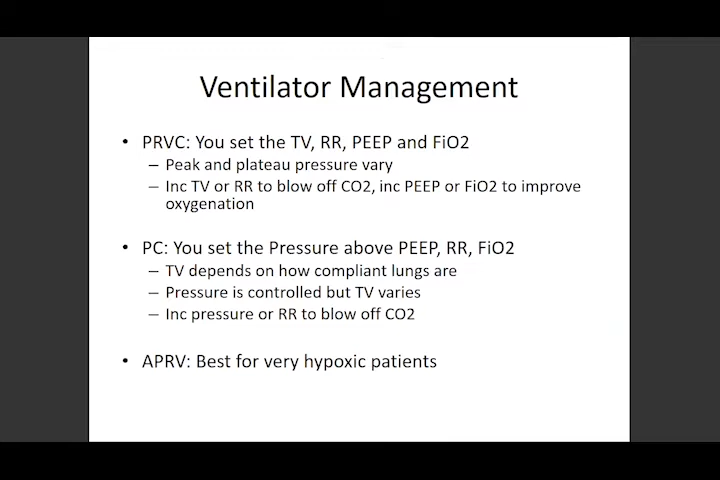 Ventilator Management
• PRVC: You set the TV, RR, PEEP and FiO2
– Peak and plateau pressure vary
– Inc TV or RR to blow off CO2, inc PEEP or FiO2 to improve
oxygenation
• PC: You set the Pressure above PEEP, RR, FiO2
– TV depends on how compliant lungs are
– Pressure is controlled but TV varies
– Inc pressure or RR to blow off CO2
• APRV: Best for very hypoxic patients